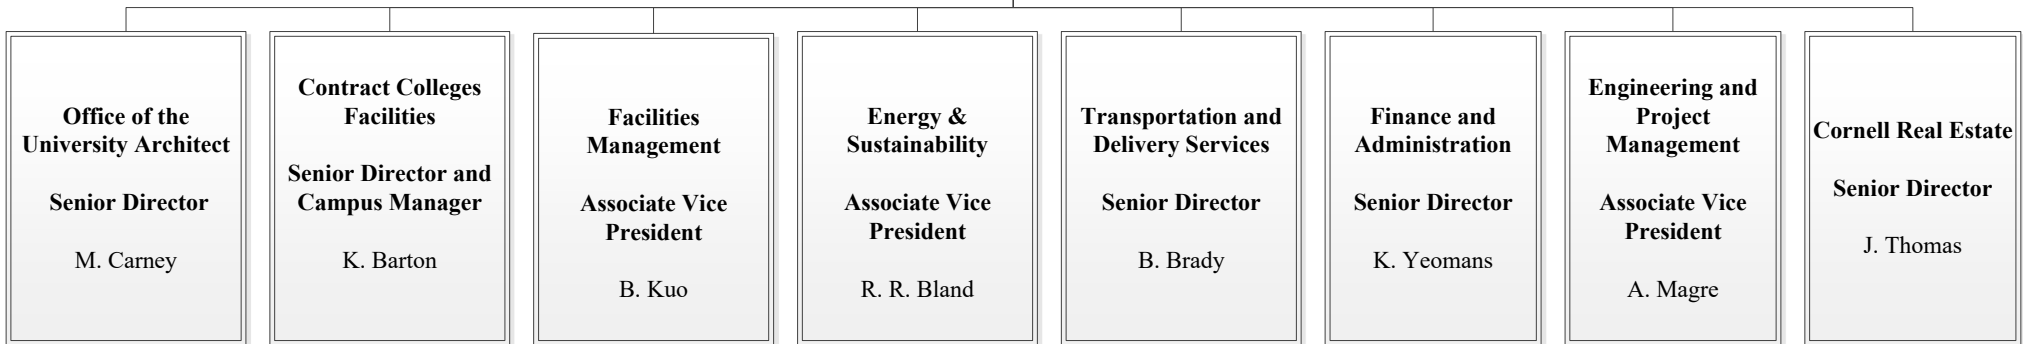 Office of the
University Architect
Senior Director
M. Carney
Contract Colleges
Facilities
Senior Director and
Campus Manager
K. Barton
Facilities
Management
Associate Vice
President
B. Kuo
Energy &
Sustainability
Associate Vice
President
R. R. Bland
Transportation and
Delivery Services
Senior Director
B. Brady
Finance and
Administration
Senior Director
K. Yeomans
Engineering and
Project
Management
Associate Vice
President
A. Magre
Cornell Real Estate
Senior Director
J. Thomas